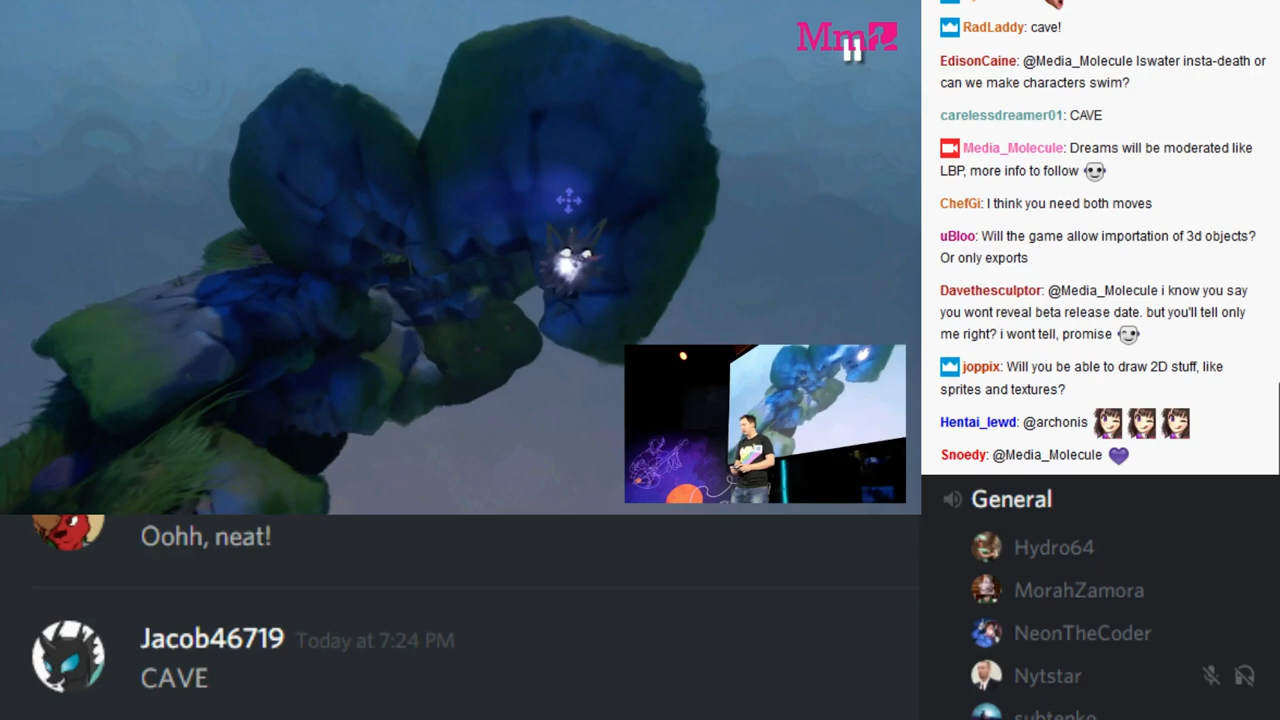 Mm
RadLaddy: cave!
EdisonCaine: @Media_Molecule Iswater insta-death or
can we make characters swim?
carelessdreamer01: CAVE
Media_Molecule: Dreams will be moderated like
LBP, more info to follow
ChefGi: I think you need both moves
uBloo: Will the game allow importation of 3d objects?
Or only exports
Davethesculptor: @Media_Molecule i know you say
you wont reveal beta release date. but you'll tell only
me right? i wont tell, promise
joppix: Will you be able to draw 2D stuff, like
sprites and textures?
Hentai_lewd: @archonis
Snoedy: @Media_Molecule
General
Hydro64
MorahZamora
NeonTheCoder
Nytstar
subtenko
Oohh, neat!
Jacob46719 Today at 7:24 PM
CAVE